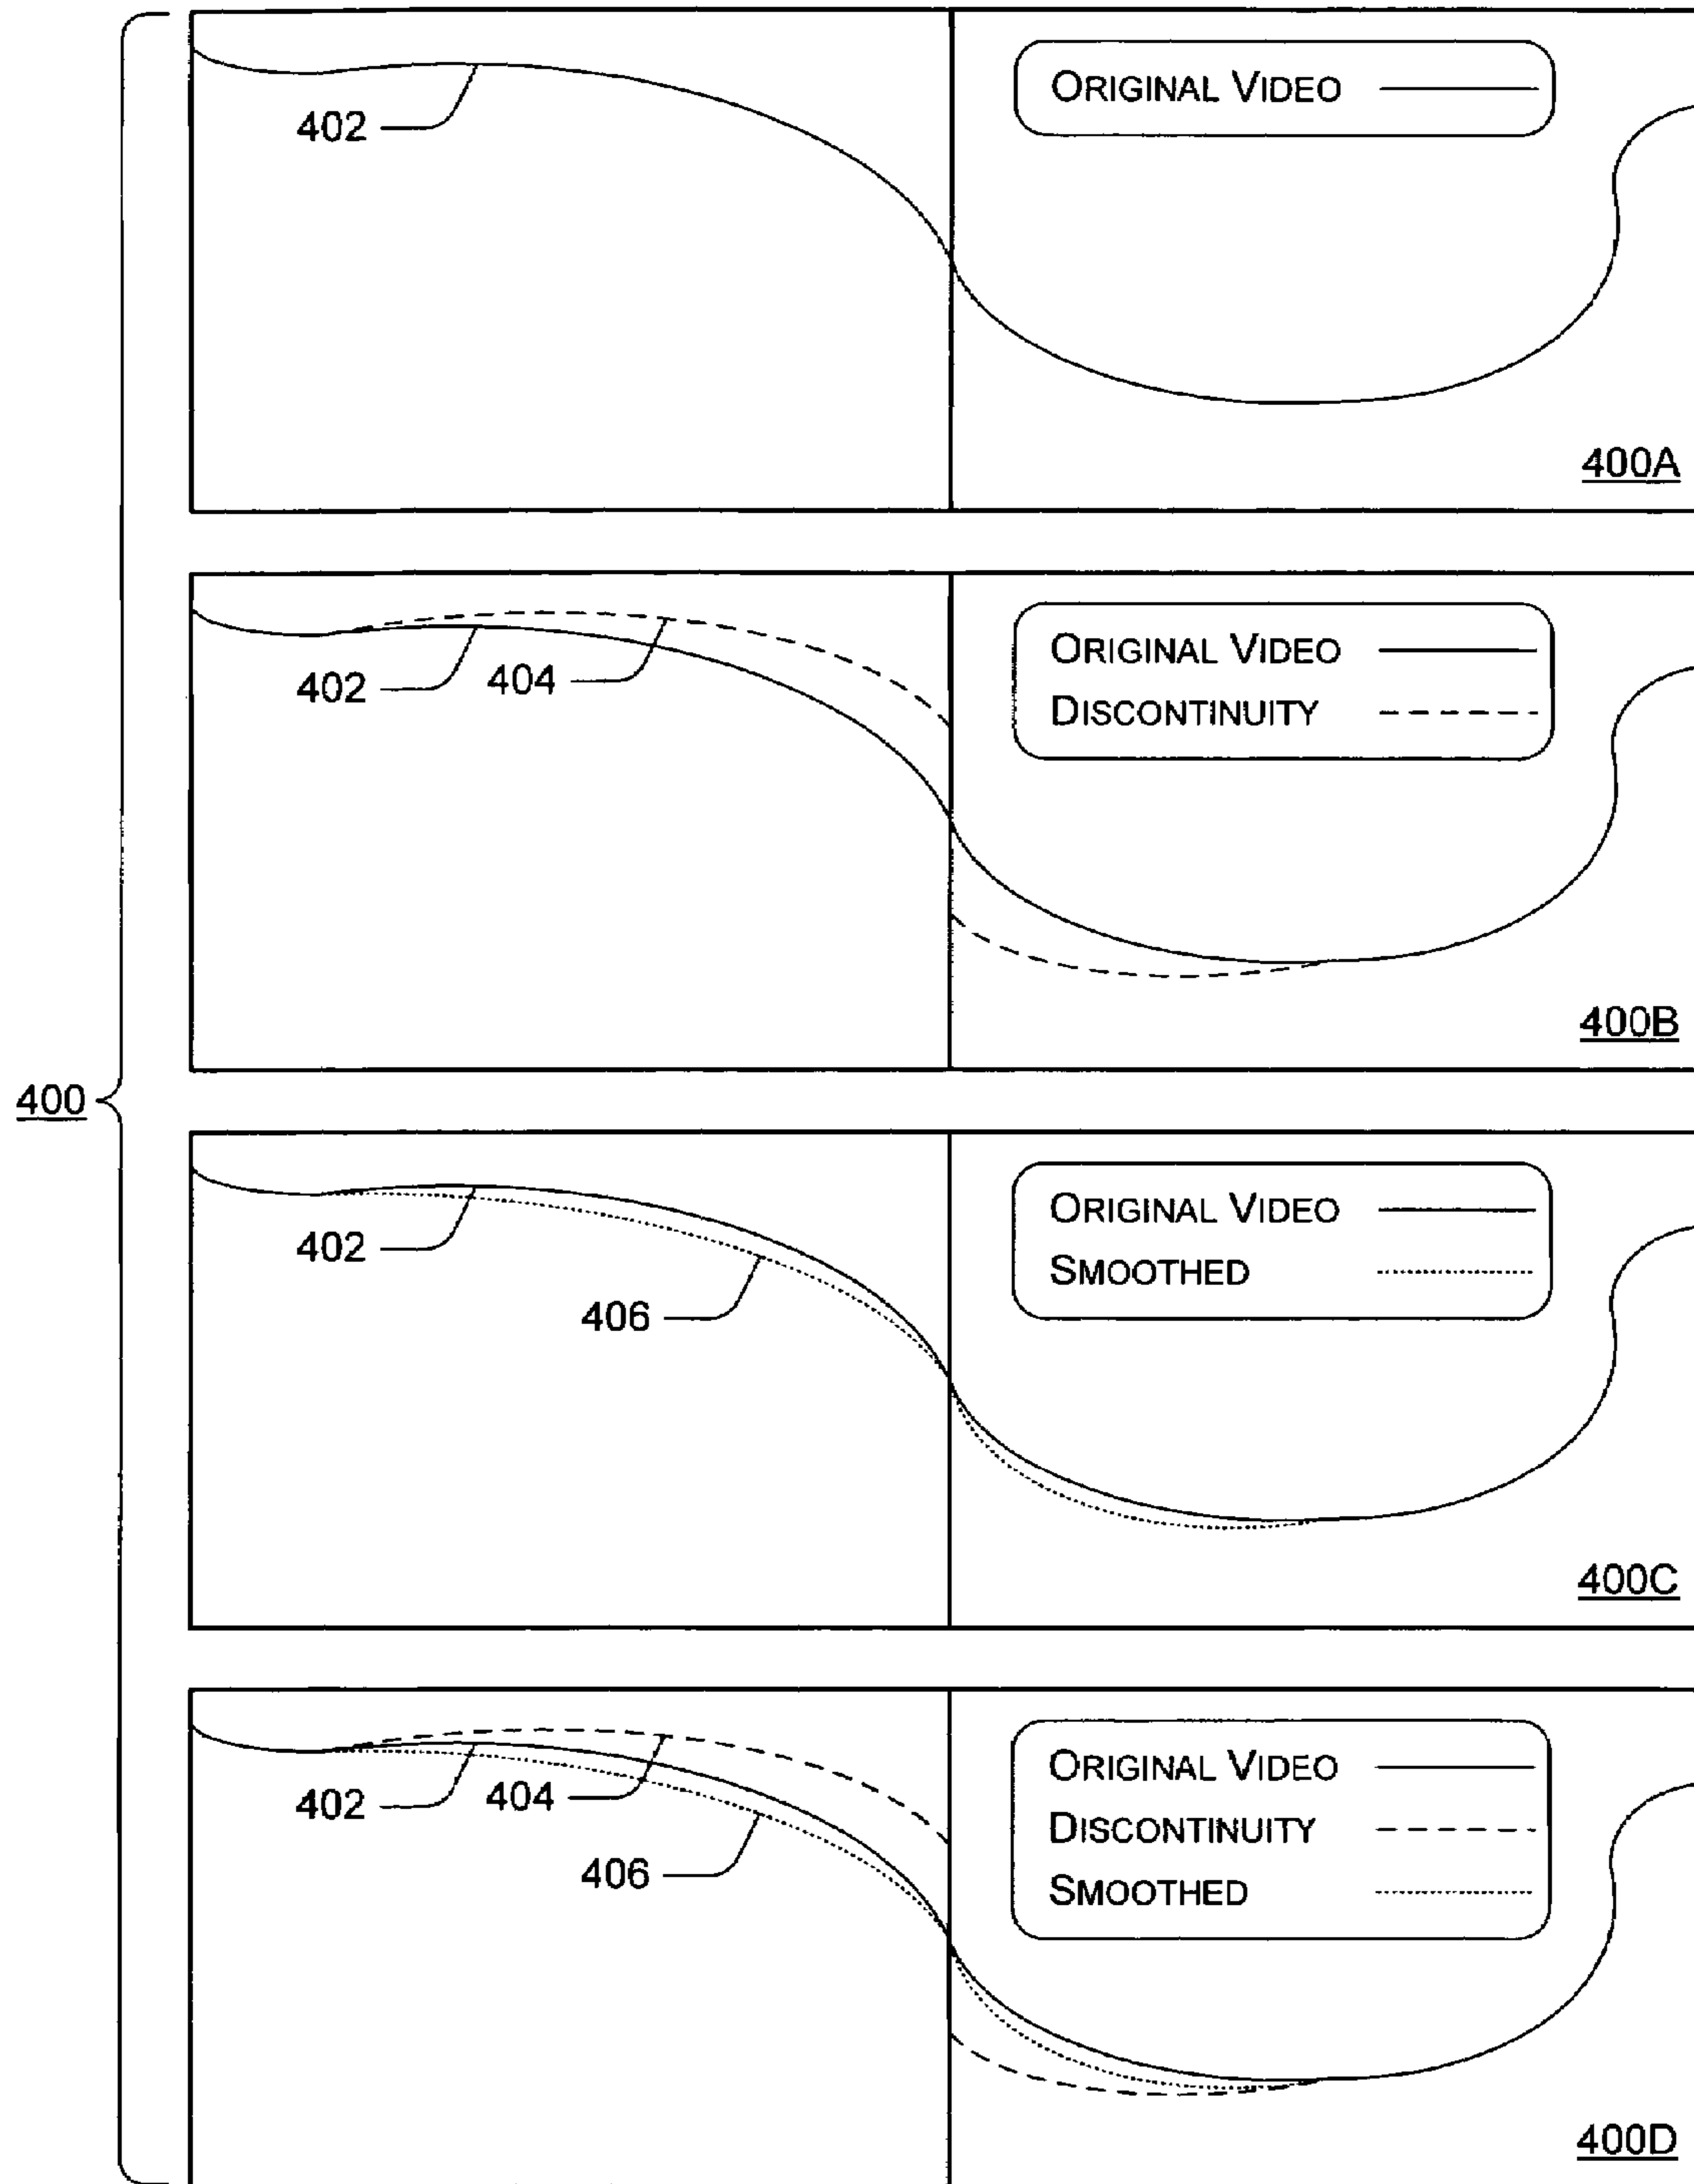 ORIGINAL VIDEO
402
400A
ORIGINAL VIDEO
DISCONTINUITY
402
404
400B
400
ORIGINAL VIDEO
SMOOTHED
402
406
400C
ORIGINAL VIDEO
DISCONTINUITY
SMOOTHED
402
404
406
400D